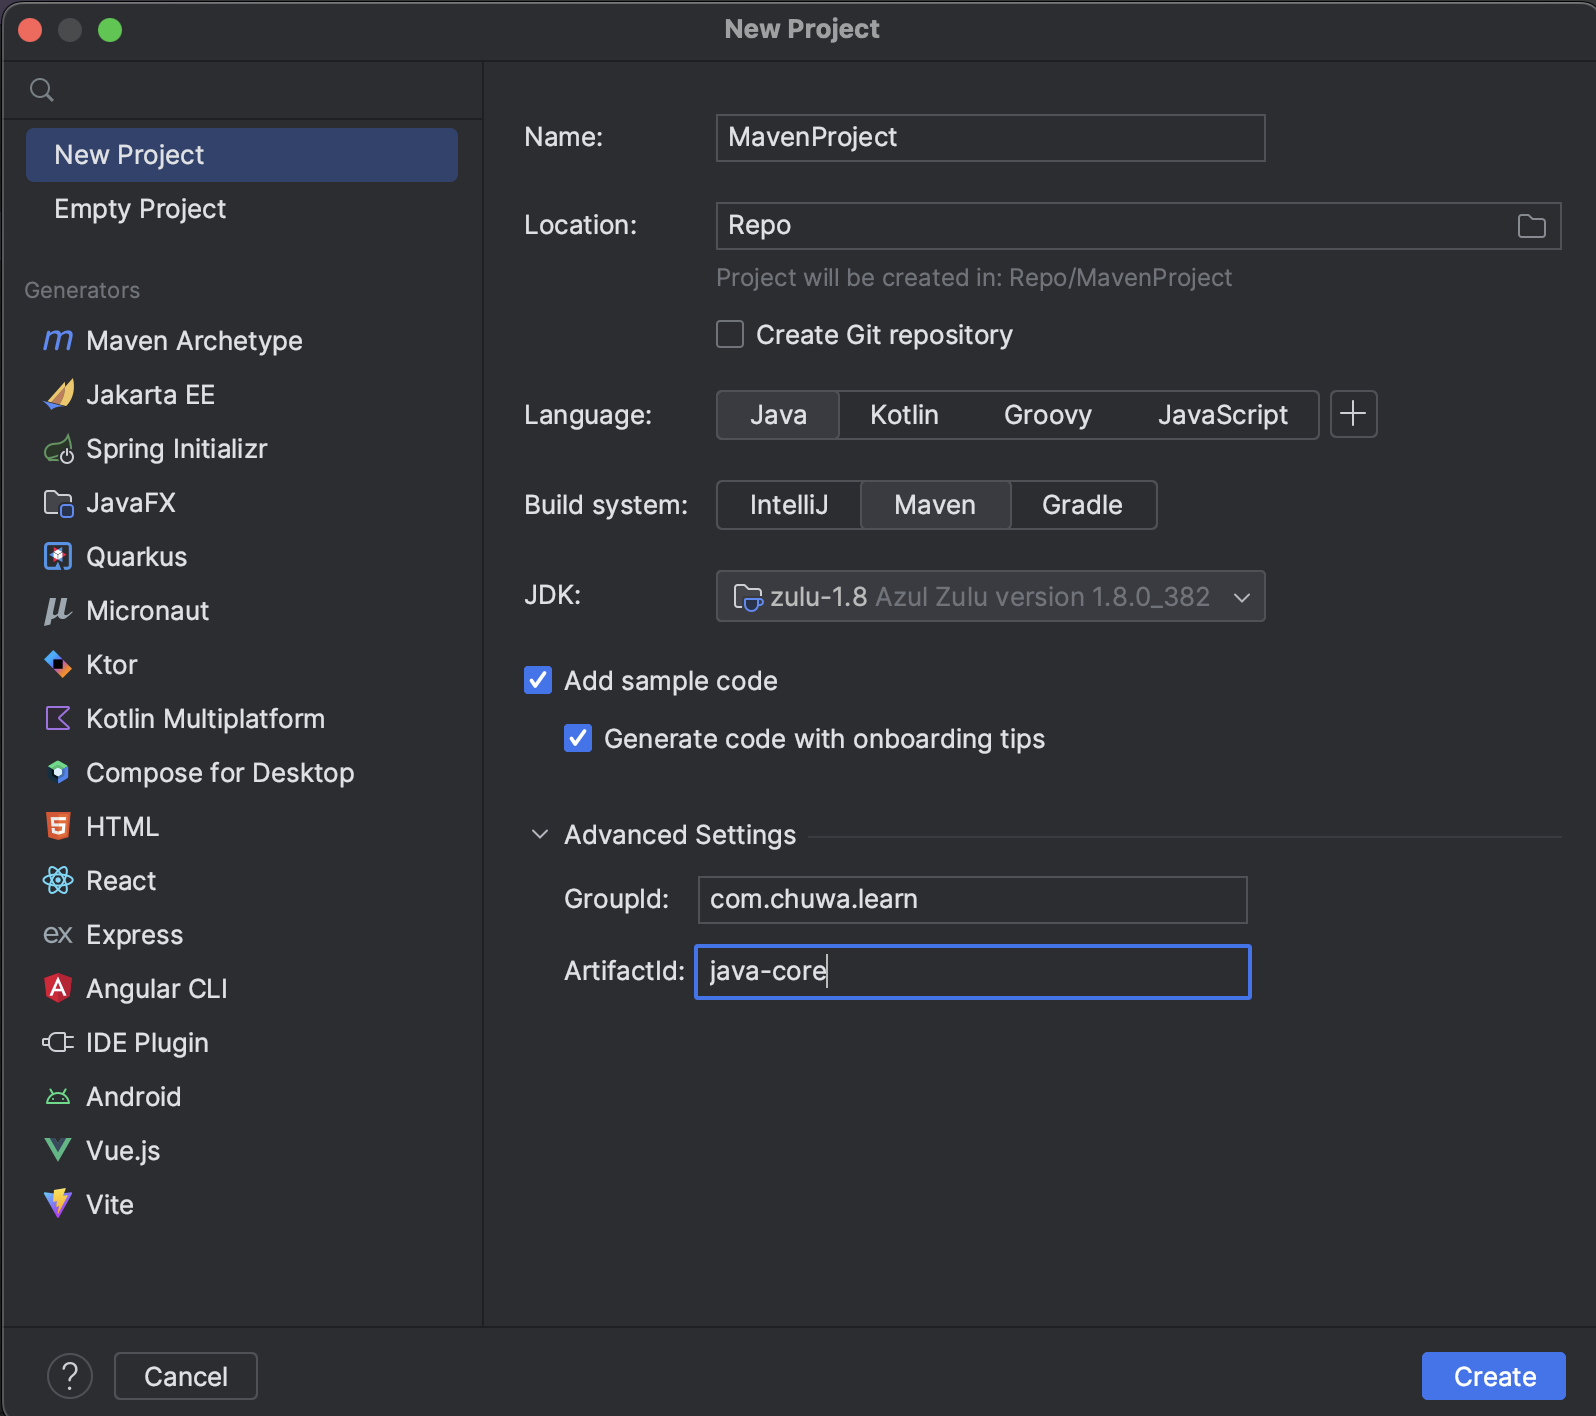 New Project
New Project
Empty Project
Generators
Maven Archetype
Jakarta EE
Spring Initializr
JavaFX
Quarkus
Micronaut
Ktor
Kotlin Multiplatform
Compose for Desktop
HTML
React
ex Express
Angular CLI
IDE Plugin
Android
Vue.js
Vite
Name: MavenProject
Location: Repo
Project will be created in: Repo/MavenProject
Create Git repository
Language: Java Kotlin Groovy JavaScript
Build system: IntelliJ Maven Gradle
JDK: zulu-1.8 Azul Zulu version 1.8.0_382
Add sample code
Generate code with onboarding tips
Advanced Settings
GroupId: com.chuwa.learn
ArtifactId: java-core
? Cancel Create